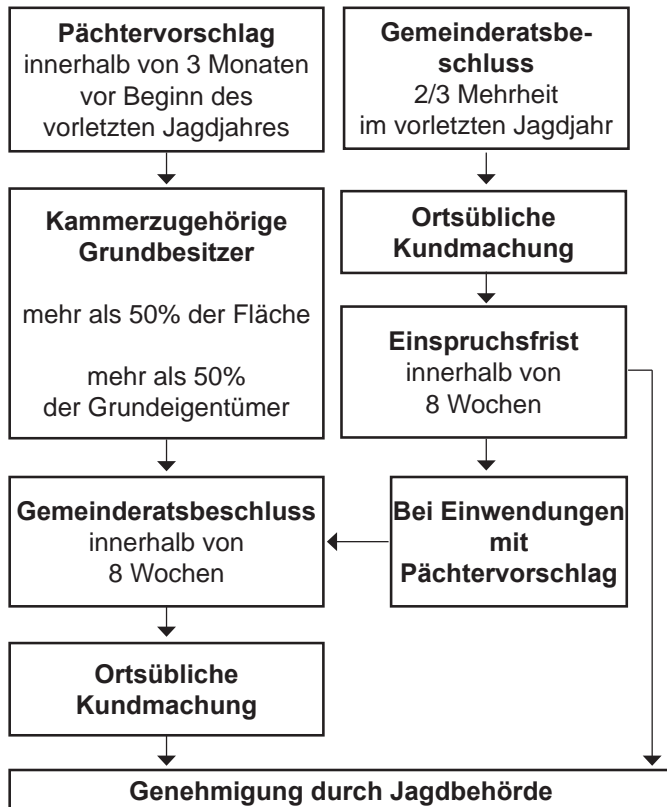 Pächtervorschlag
innerhalb von 3 Monaten
vor Beginn des
vorletzten Jagdjahres
Kammerzugehörige
Grundbesitzer
mehr als 50% der Fläche
mehr als 50%
der Grundeigentümer
Gemeinderatsbeschluss
innerhalb von
8 Wochen
Ortsübliche
Kundmachung
Gemeinderatsbe-
schluss
2/3 Mehrheit
im vorletzten Jagdjahr
Ortsübliche
Kundmachung
Einspruchsfrist
innerhalb von
8 Wochen
Bei Einwendungen
mit
Pächtervorschlag
Genehmigung durch Jagdbehörde